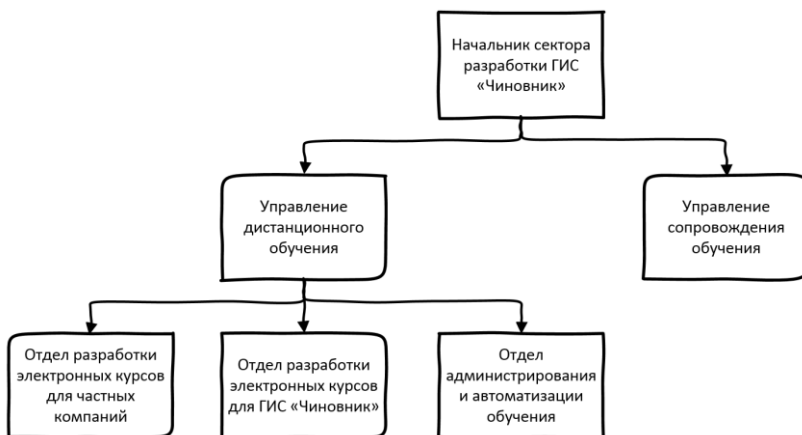 Начальник сектора
разработки ГИС
«Чиновник»
Управление
дистанционного
обучения
Управление
сопровождения
обучения
Отдел разработки
электронных курсов
для частных
компаний
Отдел разработки
электронных курсов
для ГИС «Чиновник»
Отдел
администрирования
и автоматизации
обучения